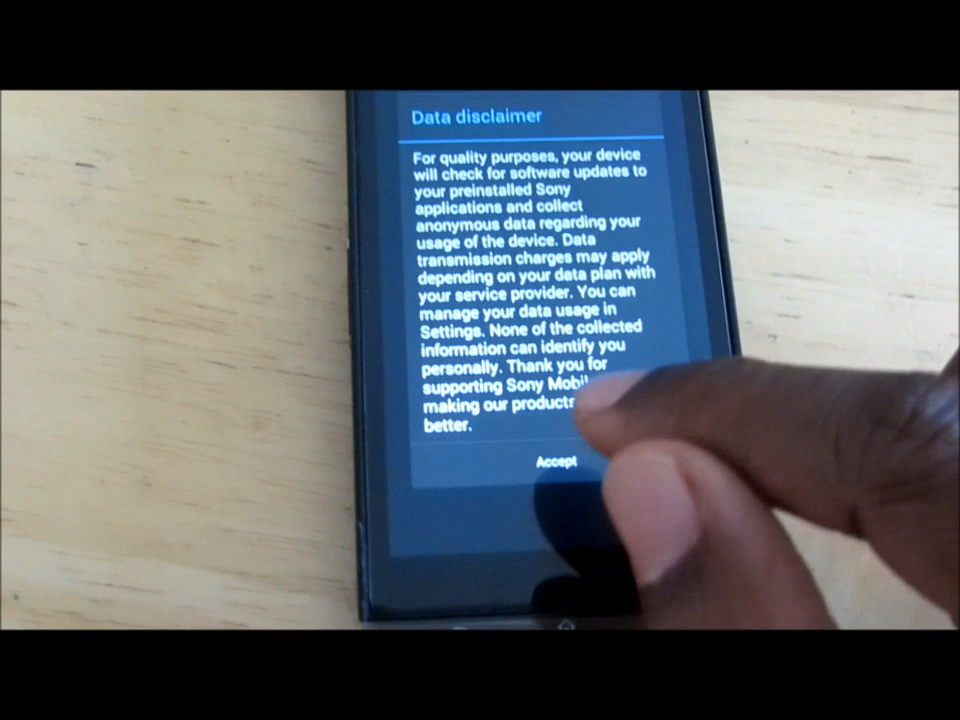 Data disclaimer
For quality purposes, your device
will check for software updates to
your preinstalled Sony
applications and collect
anonymous data regarding your
usage of the device. Data
transmission charges may apply
depending on your data plan with
your service provider. You can
manage your data usage in
Settings. None of the collected
information can identify you
personally. Thank you for
supporting Sony
making our products
better.
Accept